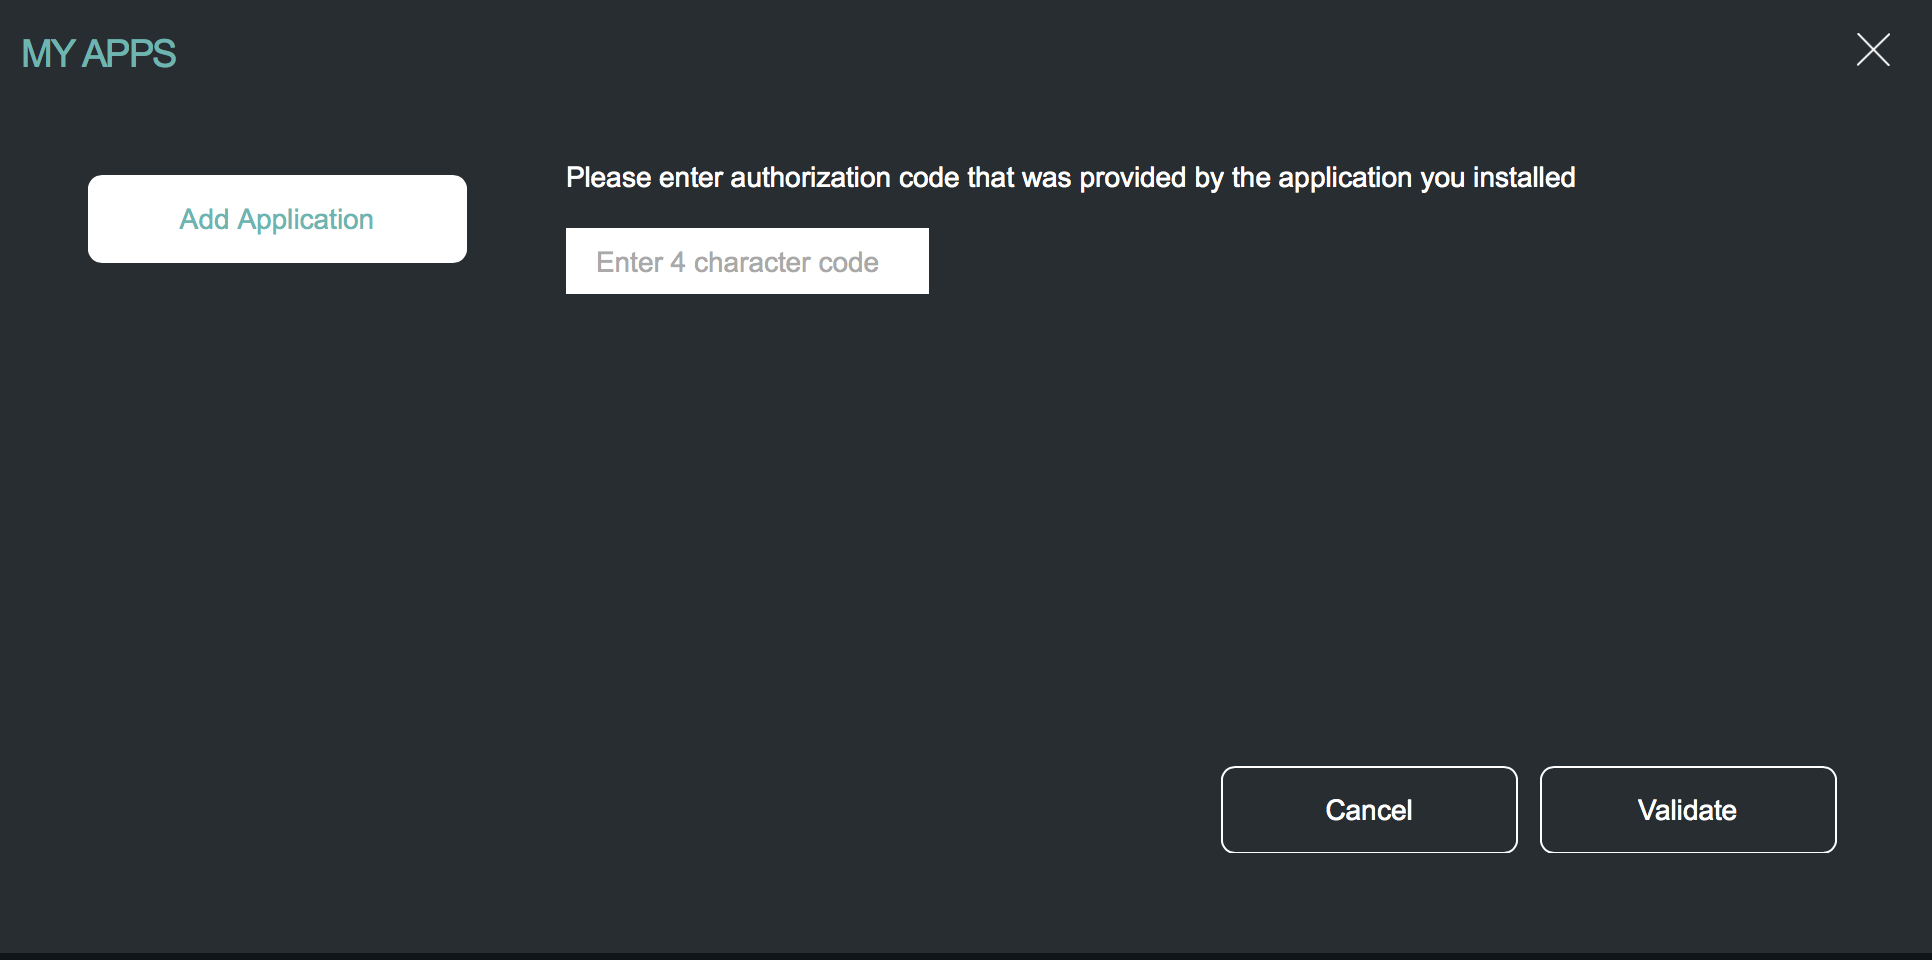 MY APPS
Add Application
Please enter authorization code that was provided by the application you installed
Enter 4 character code
Cancel
Validate